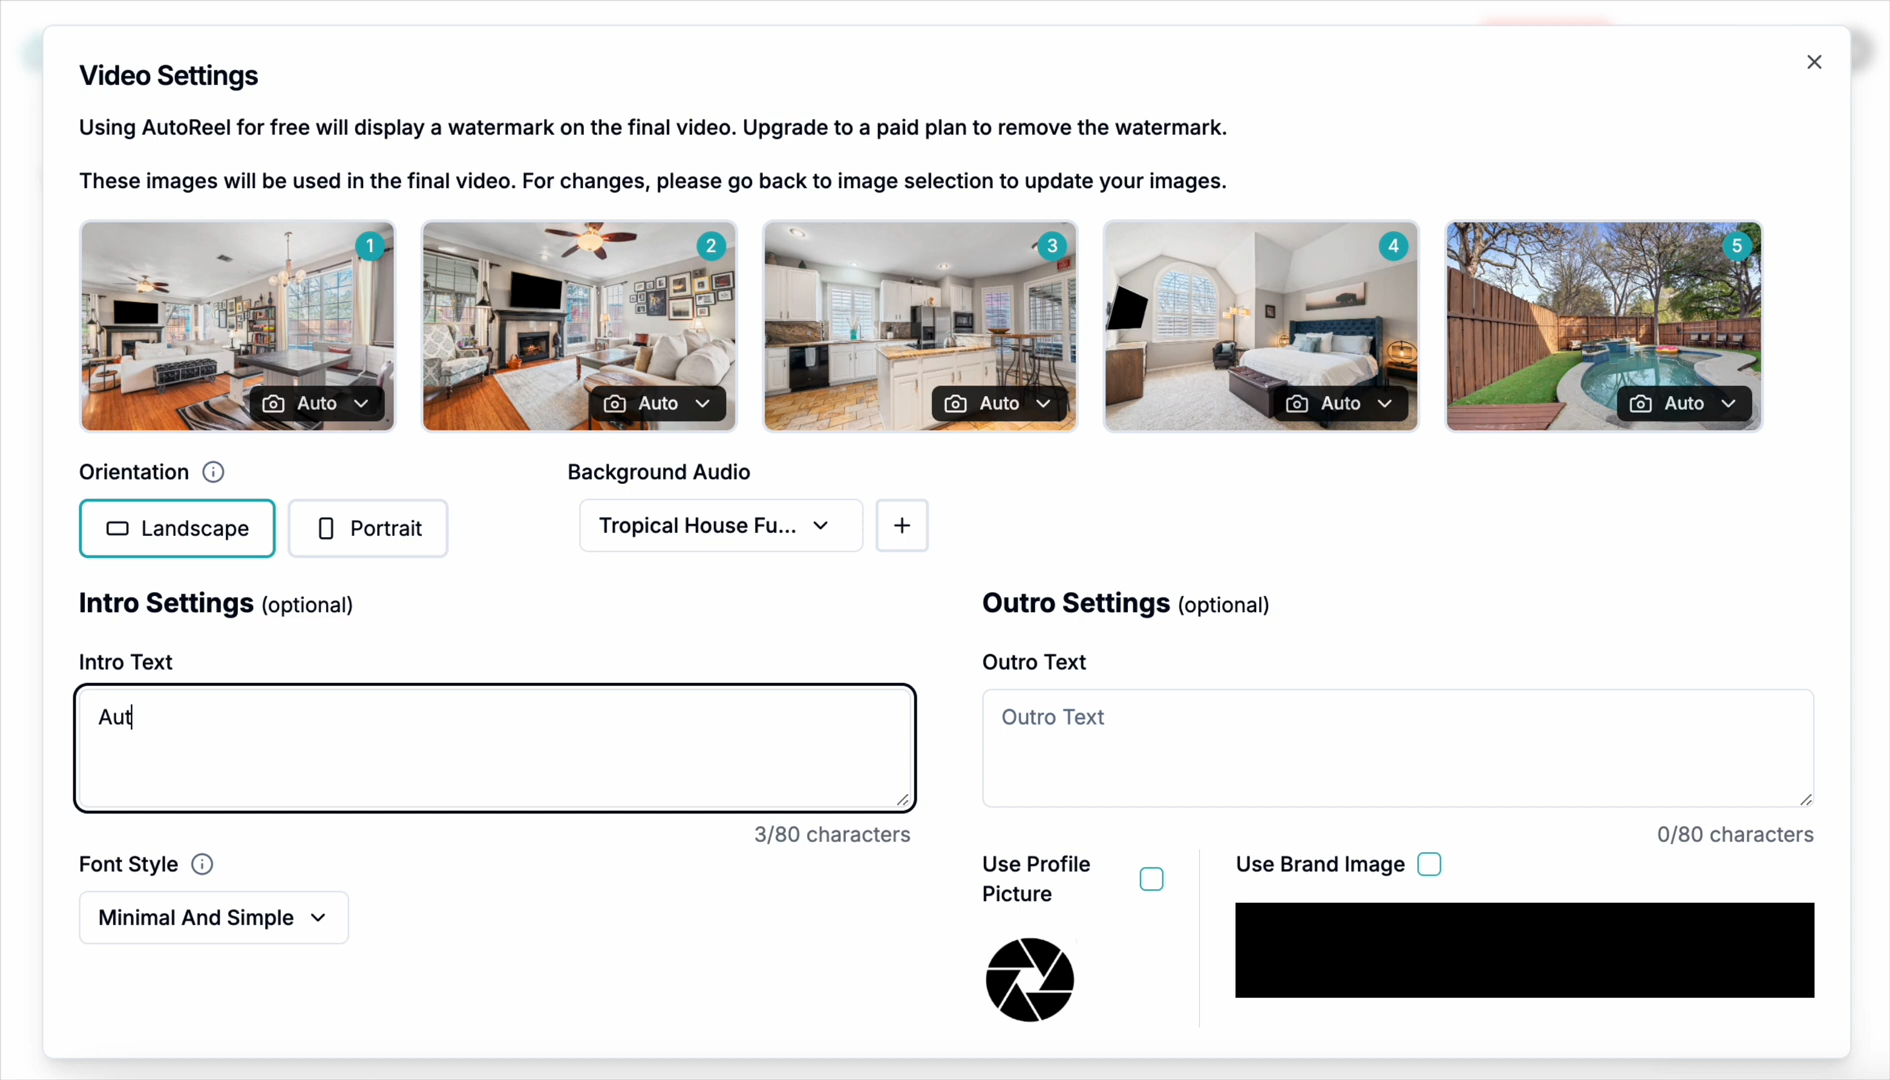 Video Settings
Using AutoReel for free will display a watermark on the final video. Upgrade to a paid plan to remove the watermark.
These images will be used in the final video. For changes, please go back to image selection to update your images.
1
2
3
4
5
Auto
Auto
Auto
Auto
Auto
Orientation
Background Audio
Landscape
Portrait
Tropical House Fu...
Intro Settings (optional)
Outro Settings (optional)
Intro Text
Outro Text
Aut
Outro Text
3/80 characters
0/80 characters
Font Style
Use Profile
Picture
Use Brand Image
Minimal And Simple